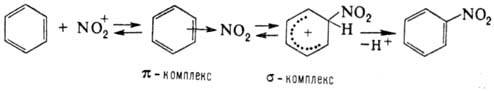 + NO₂⁺ ⇌ → NO₂ ⇌ + NO₂ H −H⁺ → NO₂
π - комплекс σ - комплекс